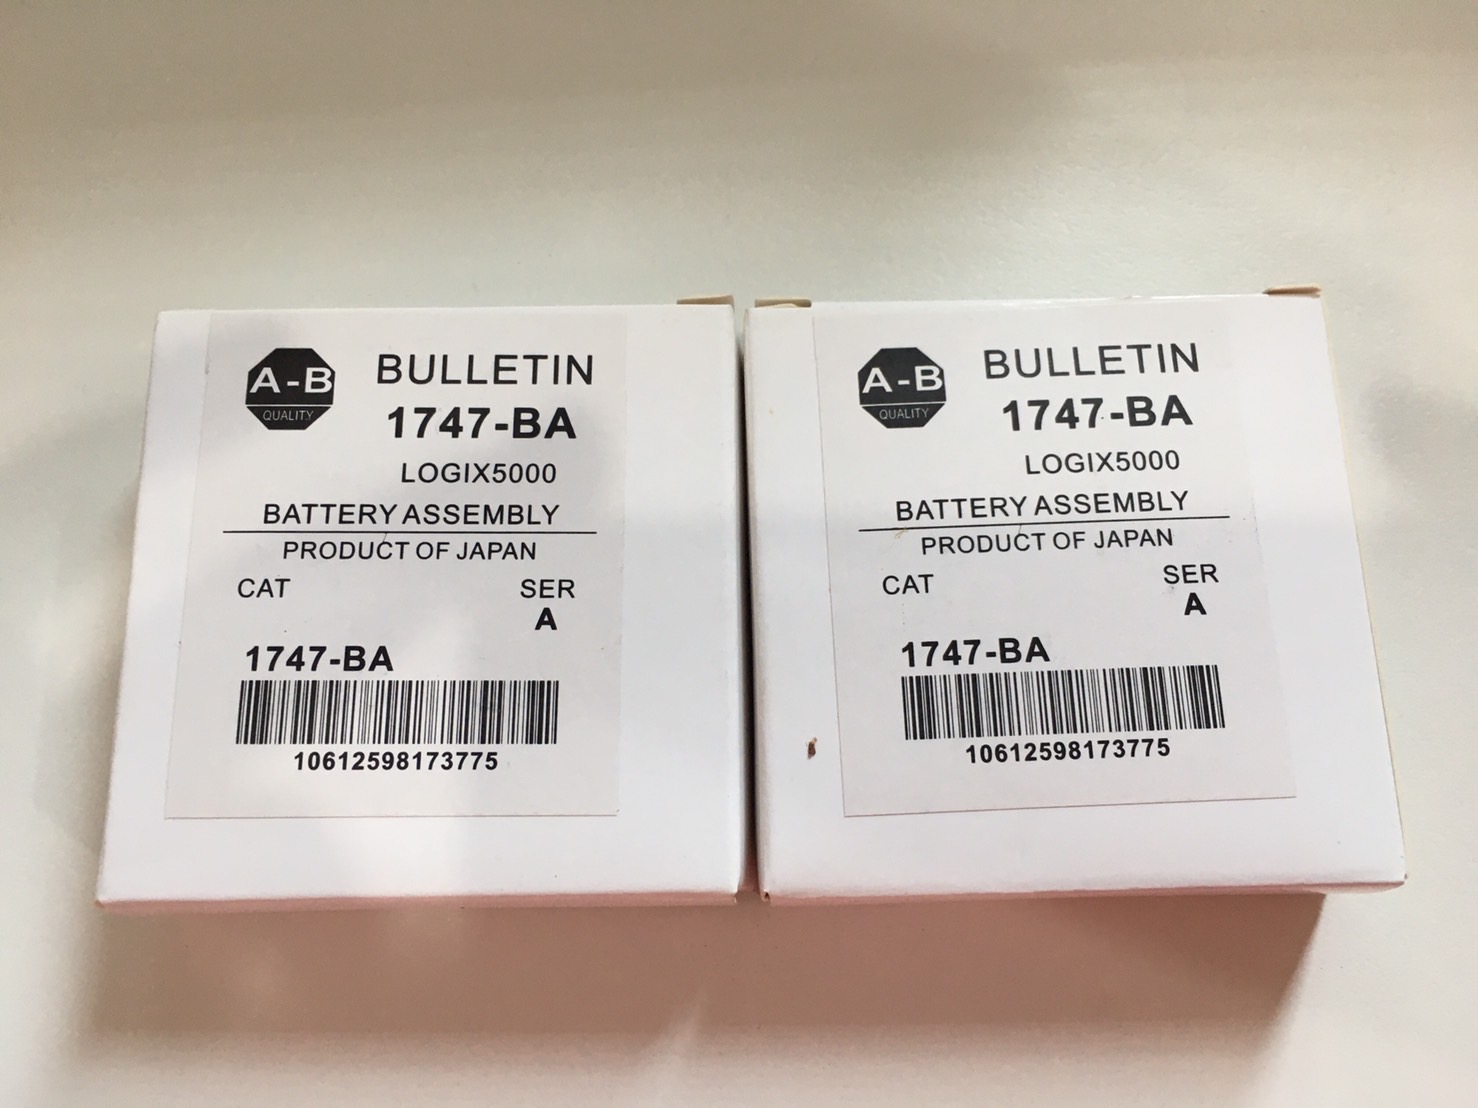 A-B
QUALITY
BULLETIN
1747-BA
LOGIX5000
BATTERY ASSEMBLY
PRODUCT OF JAPAN
CAT
SER
A
1747-BA
10612598173775
A-B
QUALITY
BULLETIN
1747-BA
LOGIX5000
BATTERY ASSEMBLY
PRODUCT OF JAPAN
CAT
SER
A
1747-BA
10612598173775